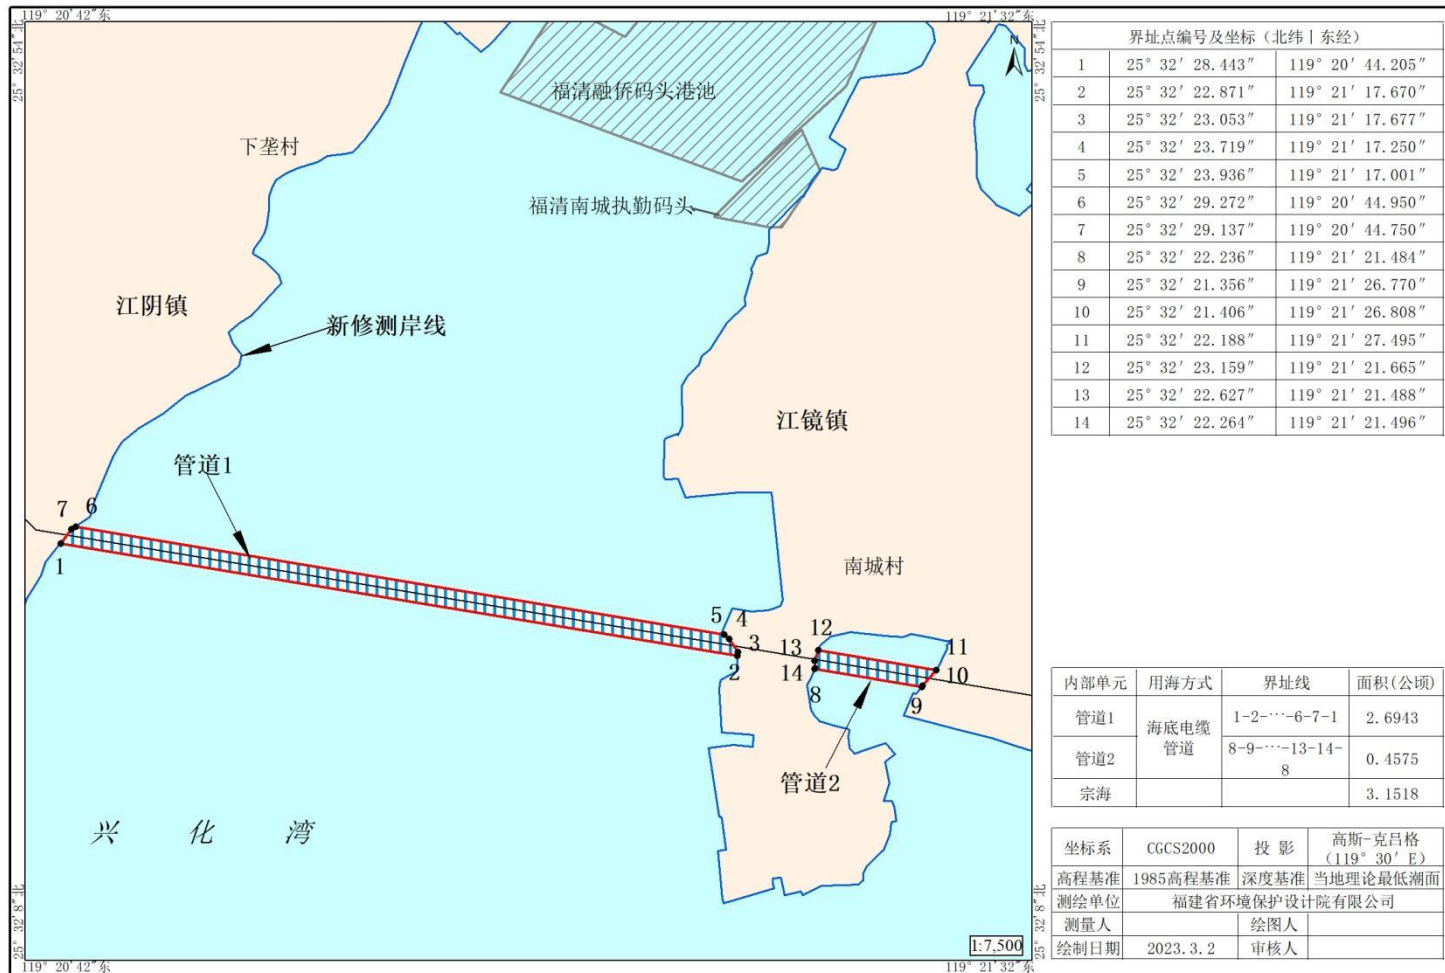 119° 20′ 42″东
119° 21′ 32″东
25° 32′ 54″北
25° 32′ 54″北
N
福清融侨码头港池
下垄村
福清南城执勤码头
江阴镇
新修测岸线
江镜镇
管道1
7
6
1
南城村
5
4
3
2
12
13
14
8
11
10
9
管道2
兴 化 湾
1:7,500
25° 32′ 8″北
25° 32′ 8″北
119° 20′ 42″东
119° 21′ 32″东
界址点编号及坐标（北纬丨东经）
1 25° 32′ 28.443″ 119° 20′ 44.205″
2 25° 32′ 22.871″ 119° 21′ 17.670″
3 25° 32′ 23.053″ 119° 21′ 17.677″
4 25° 32′ 23.719″ 119° 21′ 17.250″
5 25° 32′ 23.936″ 119° 21′ 17.001″
6 25° 32′ 29.272″ 119° 20′ 44.950″
7 25° 32′ 29.137″ 119° 20′ 44.750″
8 25° 32′ 22.236″ 119° 21′ 21.484″
9 25° 32′ 21.356″ 119° 21′ 26.770″
10 25° 32′ 21.406″ 119° 21′ 26.808″
11 25° 32′ 22.188″ 119° 21′ 27.495″
12 25° 32′ 23.159″ 119° 21′ 21.665″
13 25° 32′ 22.627″ 119° 21′ 21.488″
14 25° 32′ 22.264″ 119° 21′ 21.496″
内部单元 用海方式 界址线 面积(公顷)
管道1 海底电缆管道 1-2-…-6-7-1 2.6943
管道2 8-9-…-13-14-8 0.4575
宗海 3.1518
坐标系 CGCS2000 投 影 高斯-克吕格（119° 30′ E）
高程基准 1985高程基准 深度基准 当地理论最低潮面
测绘单位 福建省环境保护设计院有限公司
测量人 绘图人
绘制日期 2023.3.2 审核人